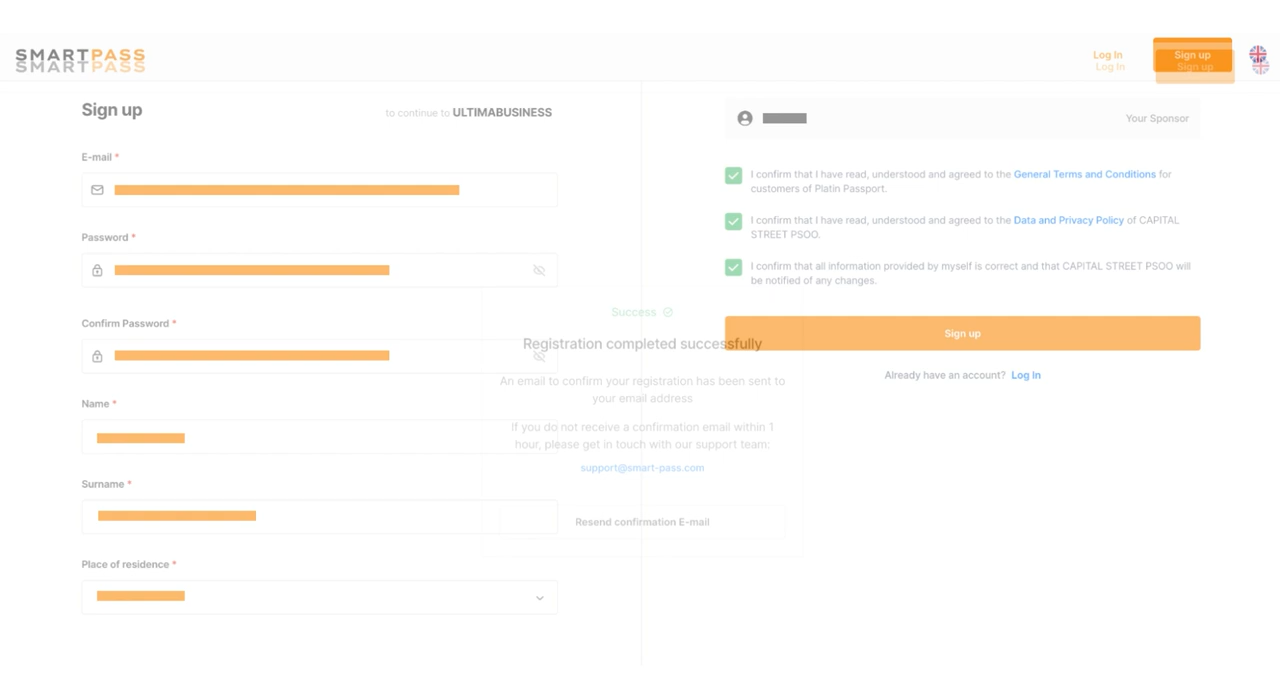 SMARTPASS
SMARTPASS
Log In
Log In
Sign up
Sign up
Sign up
to continue to ULTIMABUSINESS
E-mail *
Password *
Confirm Password *
Name *
Surname *
Place of residence *
Your Sponsor
I confirm that I have read, understood and agreed to the General Terms and Conditions for
customers of Platin Passport.
I confirm that I have read, understood and agreed to the Data and Privacy Policy of CAPITAL
STREET PSOO.
I confirm that all information provided by myself is correct and that CAPITAL STREET PSOO will
be notified of any changes.
Sign up
Already have an account? Log In
Success
Registration completed successfully
An email to confirm your registration has been sent to
your email address
If you do not receive a confirmation email within 1
hour, please get in touch with our support team:
support@smart-pass.com
Resend confirmation E-mail